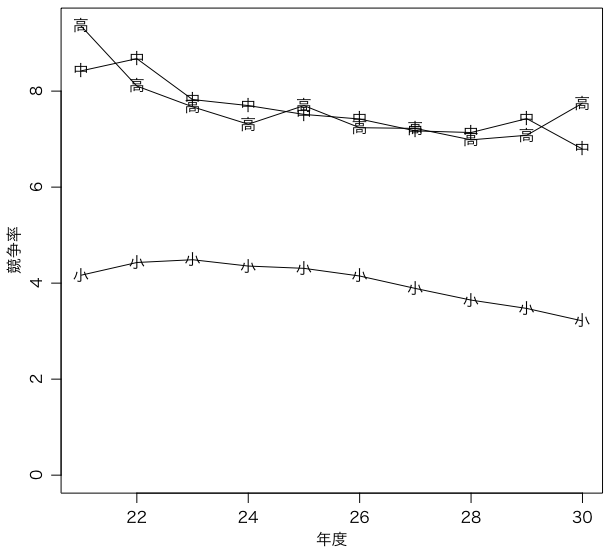 競争率
8
6
4
2
0
高 高 高 高 高 高 高 高 高 高
中 中 中 中 中 中 中 中 中 中
小 小 小 小 小 小 小 小 小 小
22 24 26 28 30
年度